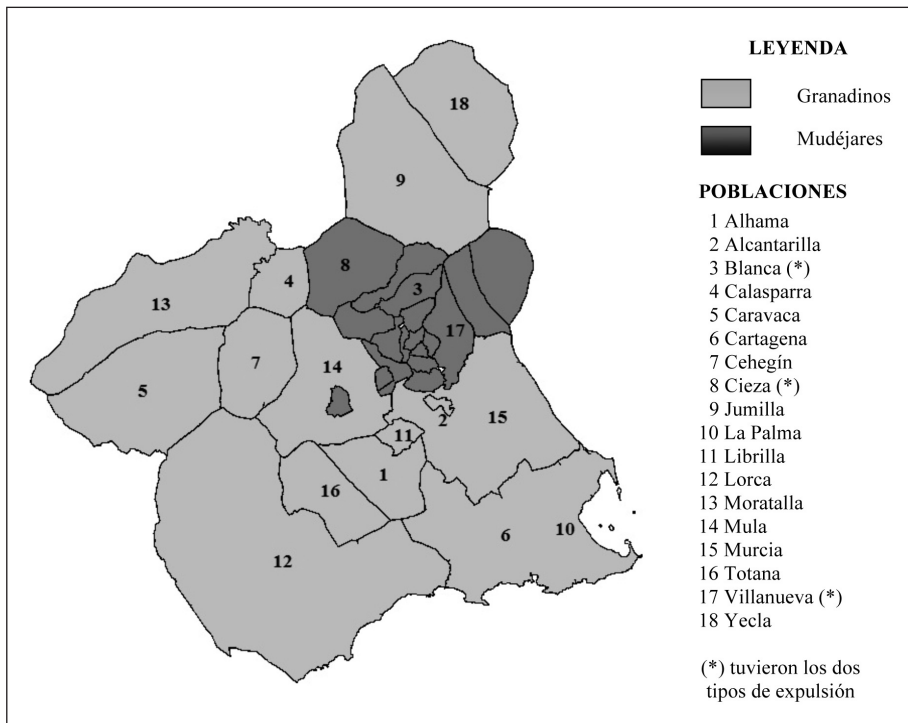 LEYENDA
Granadinos
Mudéjares
POBLACIONES
1 Alhama
2 Alcantarilla
3 Blanca (*)
4 Calasparra
5 Caravaca
6 Cartagena
7 Cehegín
8 Cieza (*)
9 Jumilla
10 La Palma
11 Librilla
12 Lorca
13 Moratalla
14 Mula
15 Murcia
16 Totana
17 Villanueva (*)
18 Yecla
(*) tuvieron los dos
tipos de expulsión
18
9
8
4
3
13
17
7
14
5
2
15
11
1
16
6
10
12